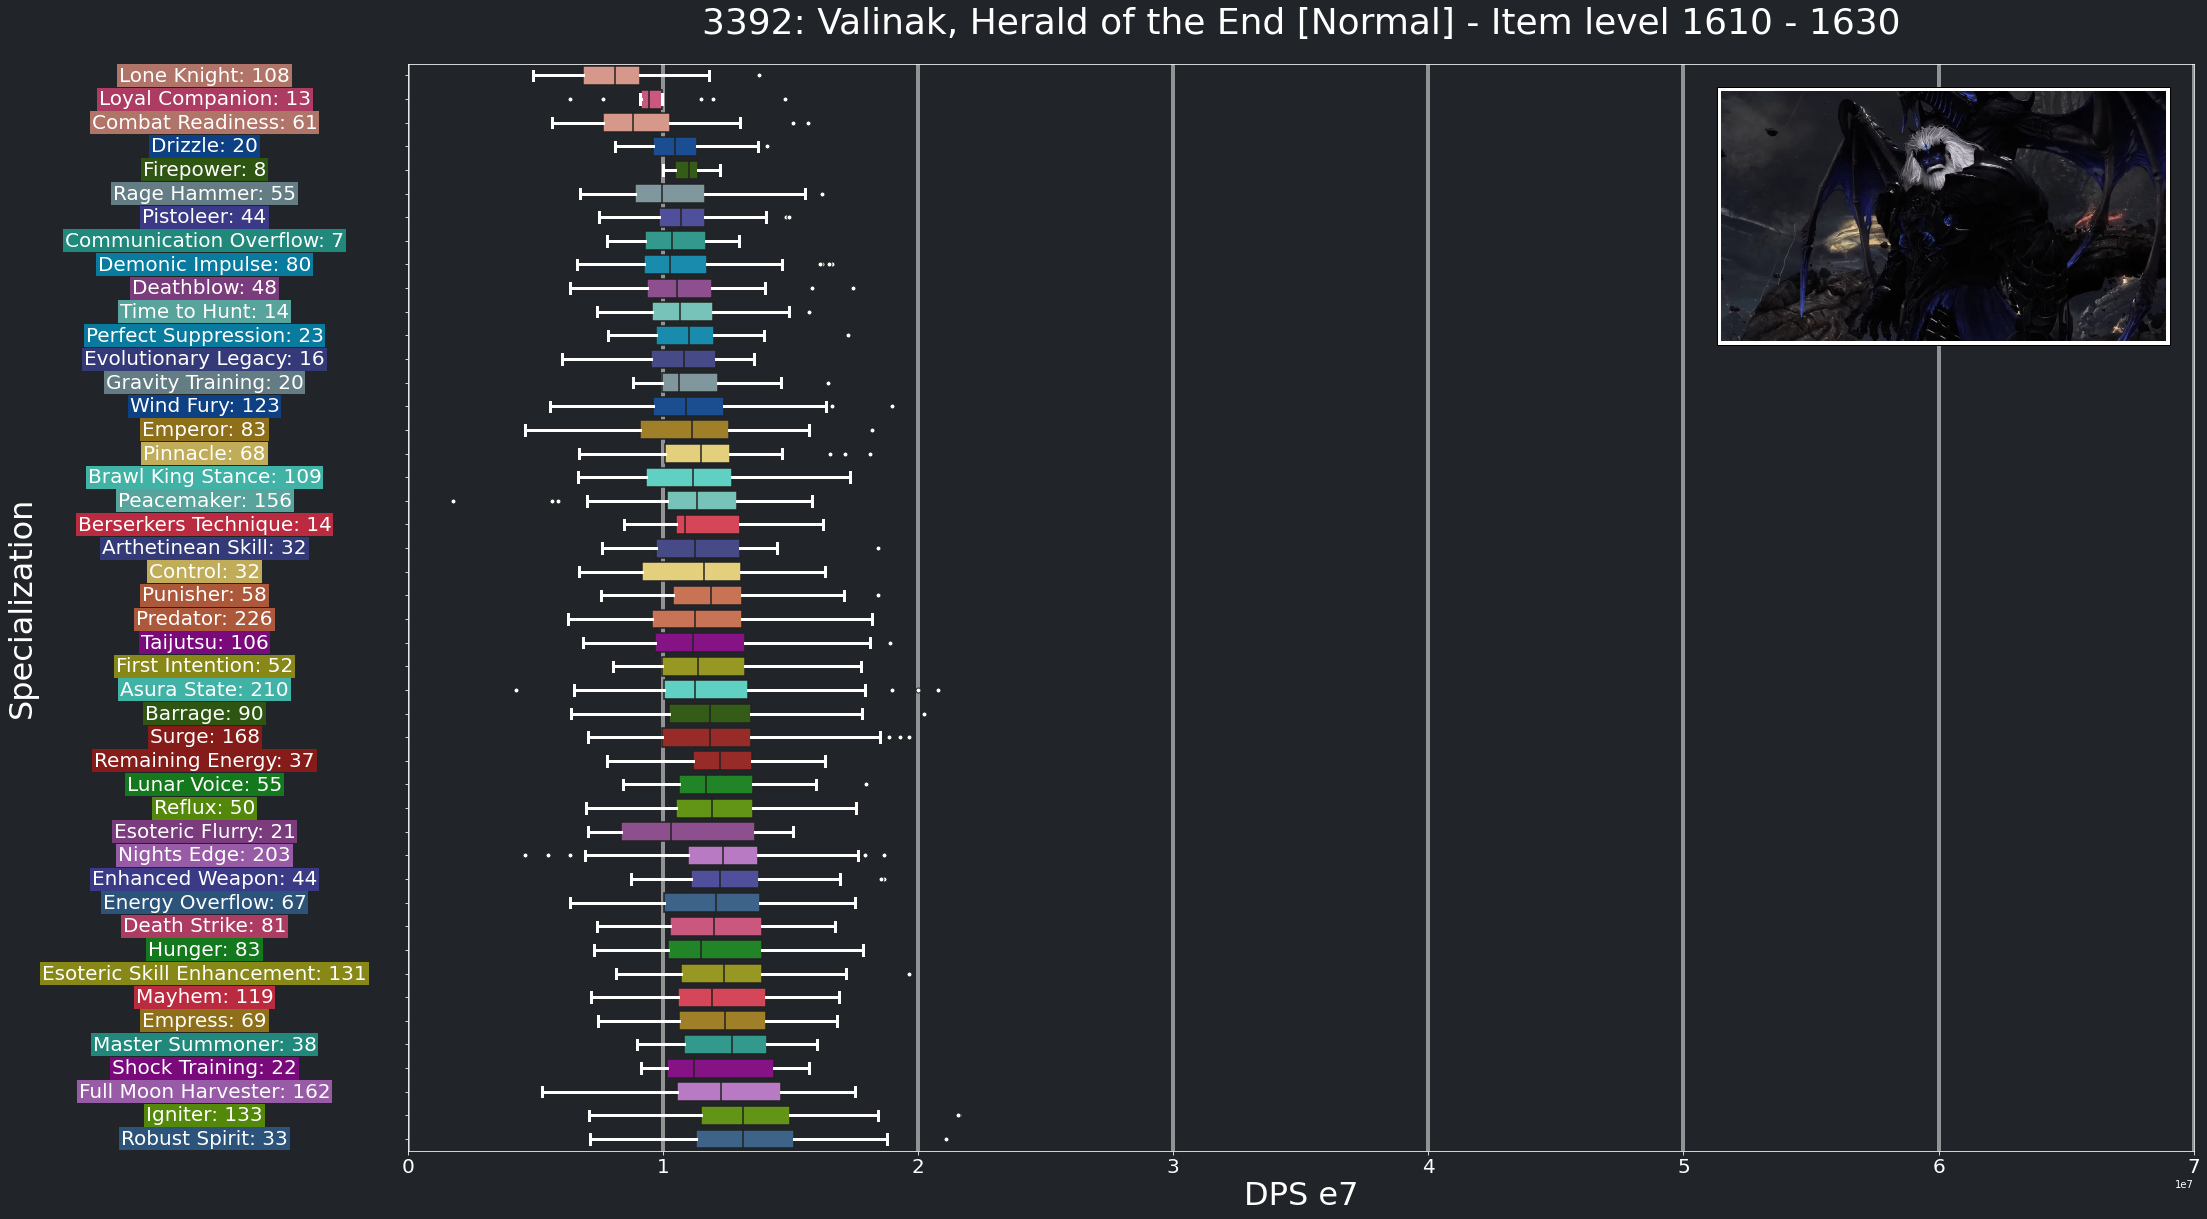 3392: Valinak, Herald of the End [Normal] - Item level 1610 - 1630
Specialization
Lone Knight: 108
Loyal Companion: 13
Combat Readiness: 61
Drizzle: 20
Firepower: 8
Rage Hammer: 55
Pistoleer: 44
Communication Overflow: 7
Demonic Impulse: 80
Deathblow: 48
Time to Hunt: 14
Perfect Suppression: 23
Evolutionary Legacy: 16
Gravity Training: 20
Wind Fury: 123
Emperor: 83
Pinnacle: 68
Brawl King Stance: 109
Peacemaker: 156
Berserkers Technique: 14
Arthetinean Skill: 32
Control: 32
Punisher: 58
Predator: 226
Taijutsu: 106
First Intention: 52
Asura State: 210
Barrage: 90
Surge: 168
Remaining Energy: 37
Lunar Voice: 55
Reflux: 50
Esoteric Flurry: 21
Nights Edge: 203
Enhanced Weapon: 44
Energy Overflow: 67
Death Strike: 81
Hunger: 83
Esoteric Skill Enhancement: 131
Mayhem: 119
Empress: 69
Master Summoner: 38
Shock Training: 22
Full Moon Harvester: 162
Igniter: 133
Robust Spirit: 33
0 1 2 3 4 5 6 7
1e7
DPS e7